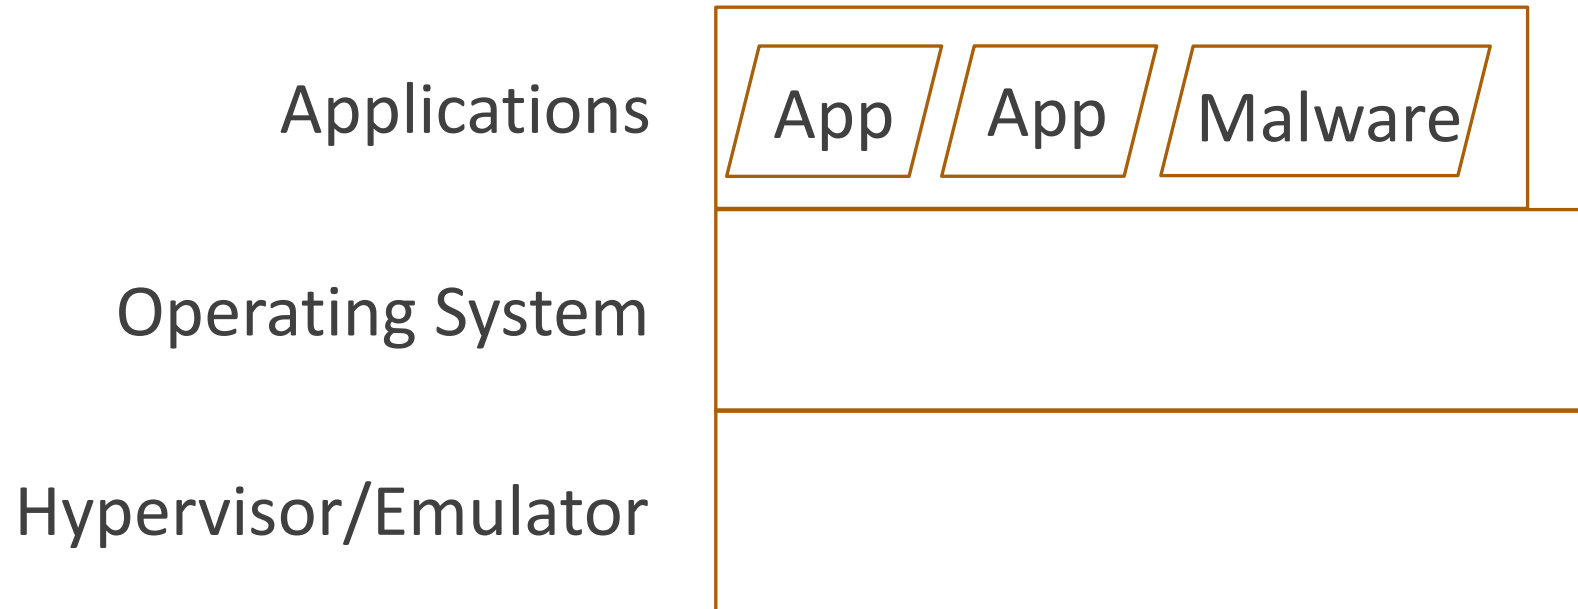 Applications
App
App
Malware
Operating System
Hypervisor/Emulator